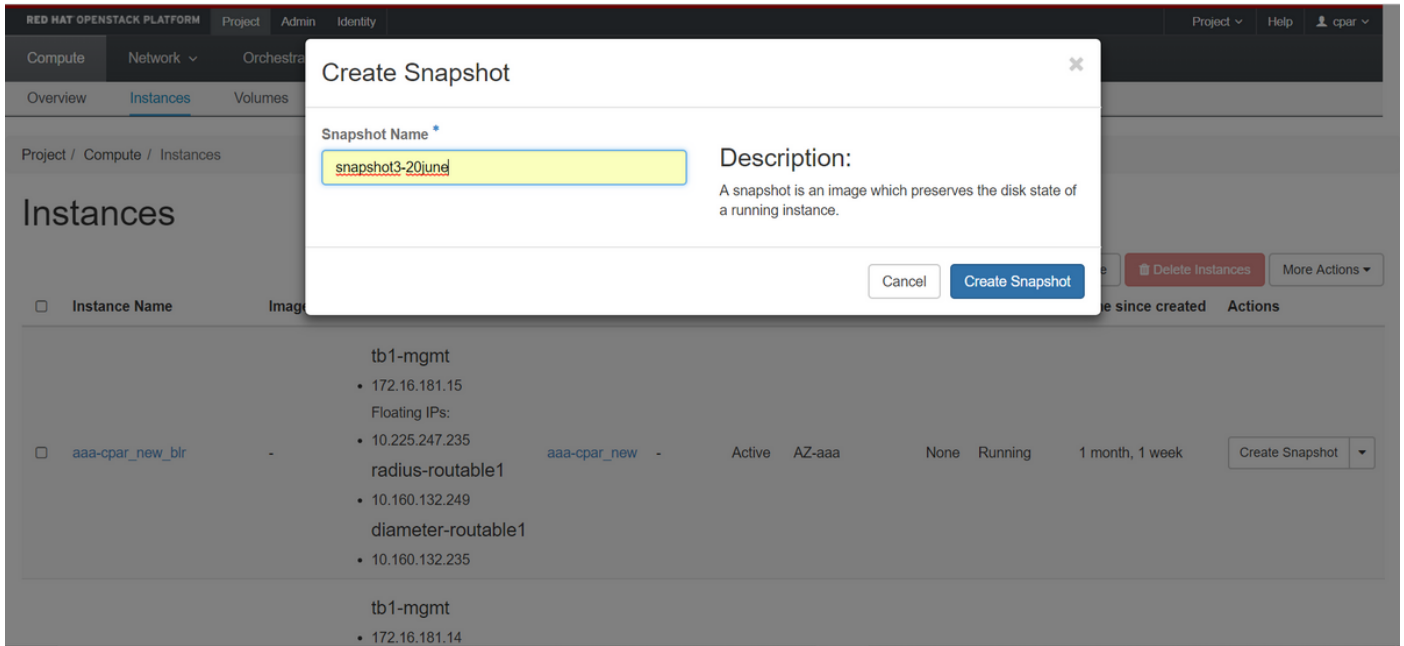 RED HAT OPENSTACK PLATFORM Project Admin Identity Project Help cpar
Compute Network Orchestra
Overview Instances Volumes
Project / Compute / Instances
Instances
Create Snapshot
Snapshot Name *
snapshot3-20june
Description:
A snapshot is an image which preserves the disk state of
a running instance.
Cancel Create Snapshot
e Delete Instances More Actions
Instance Name Image e since created Actions
tb1-mgmt
• 172.16.181.15
Floating IPs:
• 10.225.247.235
aaa-cpar_new_blr - aaa-cpar_new - Active AZ-aaa None Running 1 month, 1 week Create Snapshot
radius-routable1
• 10.160.132.249
diameter-routable1
• 10.160.132.235
tb1-mgmt
• 172.16.181.14